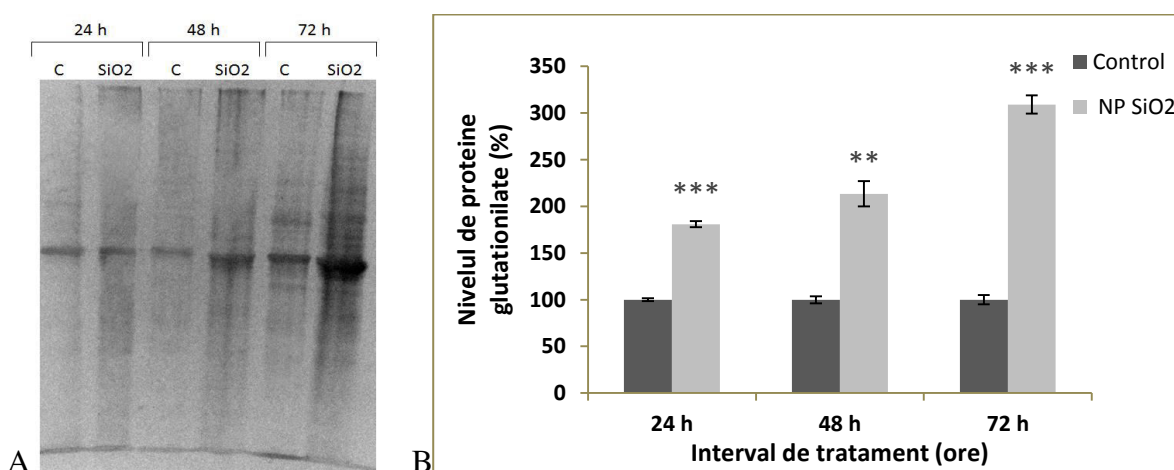 24 h 48 h 72 h
C SiO2 C SiO2 C SiO2
A
B
Nivelul de proteine
glutationilate (%)
350
300
250
200
150
100
50
0
***
**
***
Control
NP SiO2
24 h 48 h 72 h
Interval de tratament (ore)